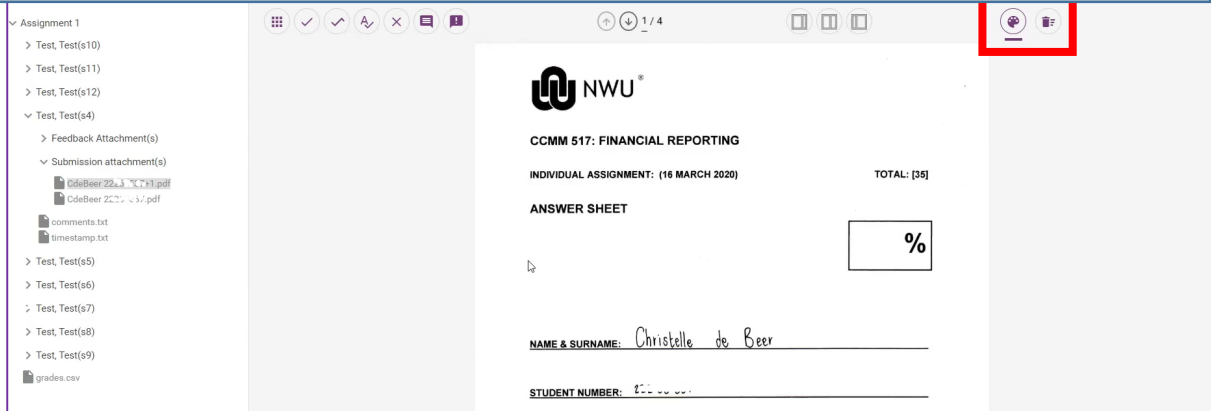 Assignment 1
Test, Test(s10)
Test, Test(s11)
Test, Test(s12)
Test, Test(s4)
Feedback Attachment(s)
Submission attachment(s)
CdeBeer
CdeBeer
comments.txt
timestamp.txt
Test, Test(s5)
Test, Test(s6)
Test, Test(s7)
Test, Test(s8)
Test, Test(s9)
grades.csv
1 / 4
NWU®
CCMM 517: FINANCIAL REPORTING
INDIVIDUAL ASSIGNMENT: (16 MARCH 2020) TOTAL: [35]
ANSWER SHEET
%
NAME & SURNAME: Christelle de Beer
STUDENT NUMBER: